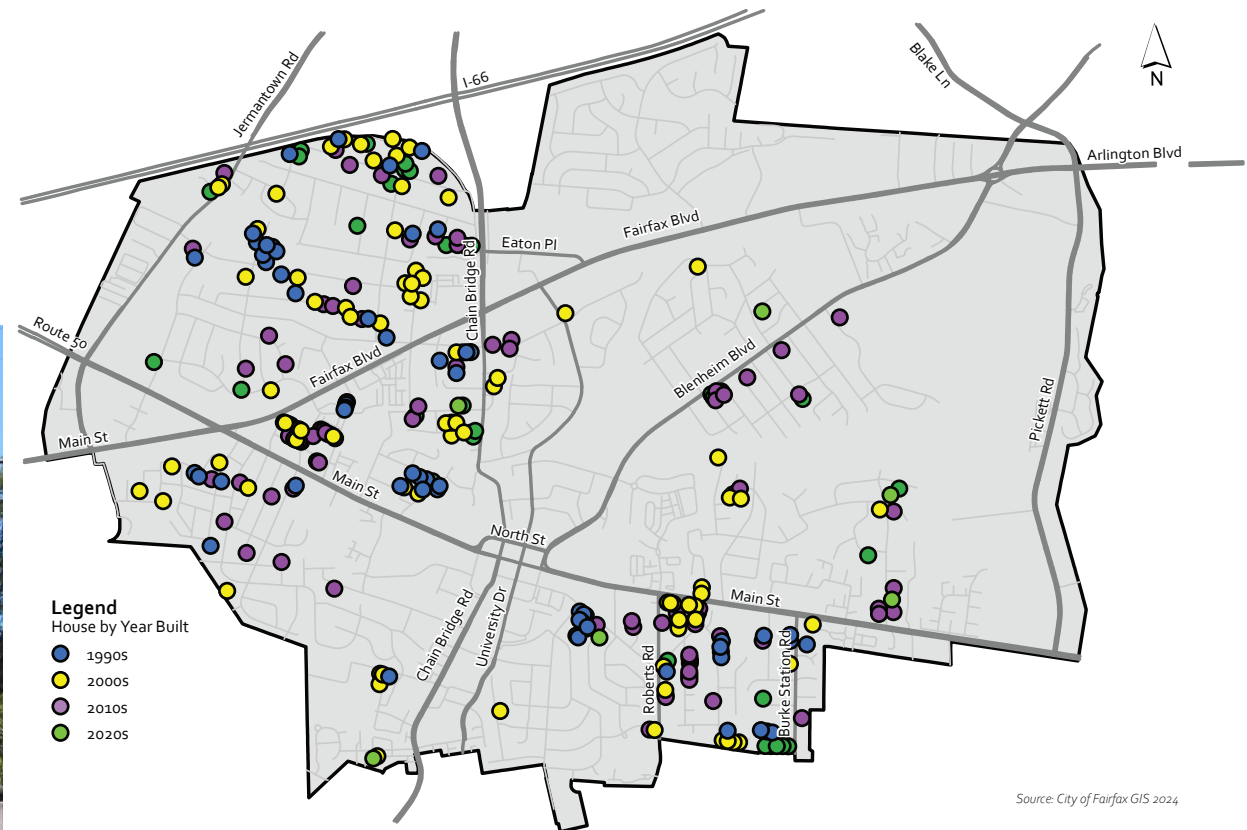 Jermantown Rd
I-66
Blake Ln
N
Arlington Blvd
Fairfax Blvd
Eaton Pl
Chain Bridge Rd
Route 50
Fairfax Blvd
Blenheim Blvd
Pickett Rd
Main St
Main St
North St
Main St
Chain Bridge Rd
University Dr
Roberts Rd
Burke Station Rd
Legend
House by Year Built
1990s
2000s
2010s
2020s
Source: City of Fairfax GIS 2024